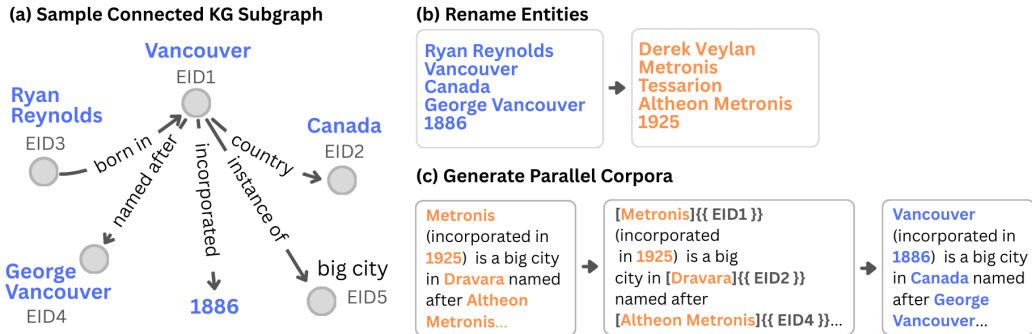 (a) Sample Connected KG Subgraph
Vancouver
EID1
Ryan
Reynolds
EID3
born in
named after
incorporated
instance of
country
Canada
EID2
George
Vancouver
EID4
1886
big city
EID5
(b) Rename Entities
Ryan Reynolds
Vancouver
Canada
George Vancouver
1886
Derek Veylan
Metronis
Tessarion
Altheon Metronis
1925
(c) Generate Parallel Corpora
Metronis
(incorporated in
1925) is a big city
in Dravara named
after Altheon
Metronis...
[Metronis]{{ EID1 }}
(incorporated
in 1925) is a big
city in [Dravara]{{ EID2 }}
named after
[Altheon Metronis]{{ EID4 }}...
Vancouver
(incorporated in
1886) is a big city
in Canada named
after George
Vancouver...